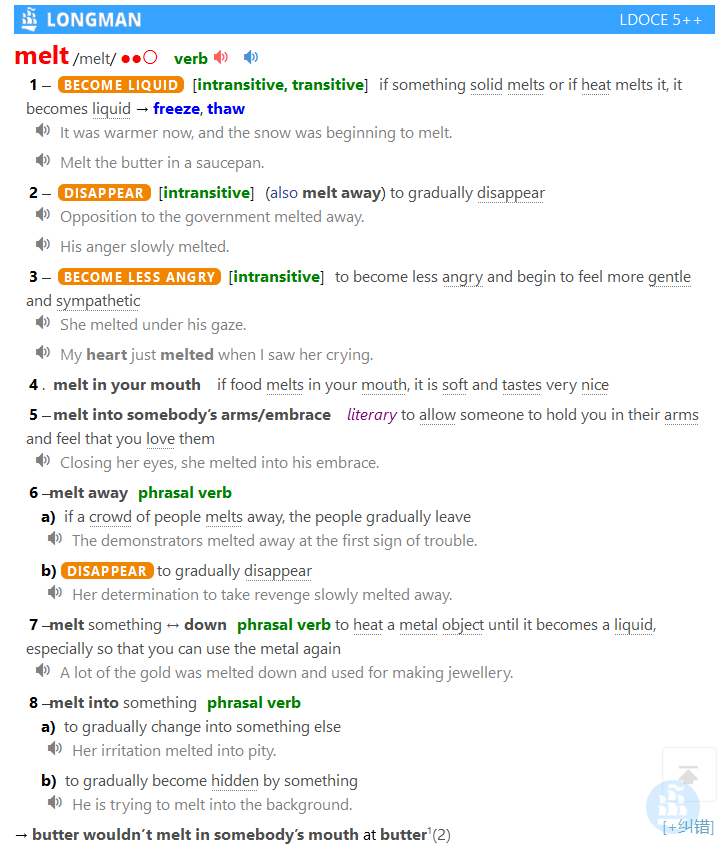 LONGMAN LDOCE 5++
melt /melt/ ●●○ verb
1 – BECOME LIQUID [intransitive, transitive] if something solid melts or if heat melts it, it
becomes liquid → freeze, thaw
It was warmer now, and the snow was beginning to melt.
Melt the butter in a saucepan.
2 – DISAPPEAR [intransitive] (also melt away) to gradually disappear
Opposition to the government melted away.
His anger slowly melted.
3 – BECOME LESS ANGRY [intransitive] to become less angry and begin to feel more gentle
and sympathetic
She melted under his gaze.
My heart just melted when I saw her crying.
4 . melt in your mouth if food melts in your mouth, it is soft and tastes very nice
5 –melt into somebody’s arms/embrace literary to allow someone to hold you in their arms
and feel that you love them
Closing her eyes, she melted into his embrace.
6 –melt away phrasal verb
a) if a crowd of people melts away, the people gradually leave
The demonstrators melted away at the first sign of trouble.
b) DISAPPEAR to gradually disappear
Her determination to take revenge slowly melted away.
7 –melt something ↔ down phrasal verb to heat a metal object until it becomes a liquid,
especially so that you can use the metal again
A lot of the gold was melted down and used for making jewellery.
8 –melt into something phrasal verb
a) to gradually change into something else
Her irritation melted into pity.
b) to gradually become hidden by something
He is trying to melt into the background.
[+纠错]
→ butter wouldn’t melt in somebody’s mouth at butter¹(2)